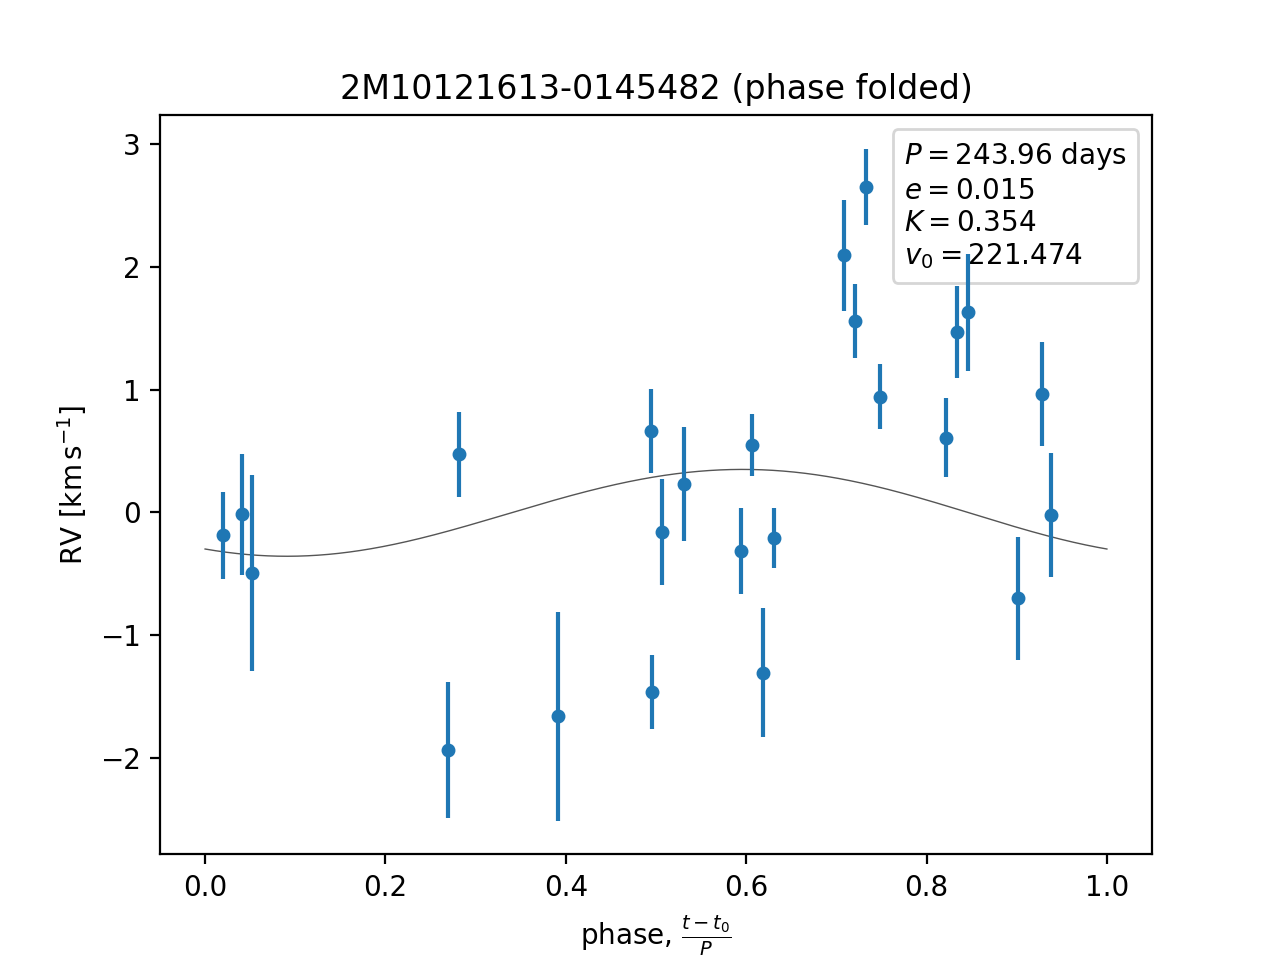 2M10121613-0145482 (phase folded)
P = 243.96 days
e = 0.015
K = 0.354
v₀ = 221.474
RV [km s⁻¹]
3
2
1
0
−1
−2
0.0 0.2 0.4 0.6 0.8 1.0
phase, (t − t₀)/P